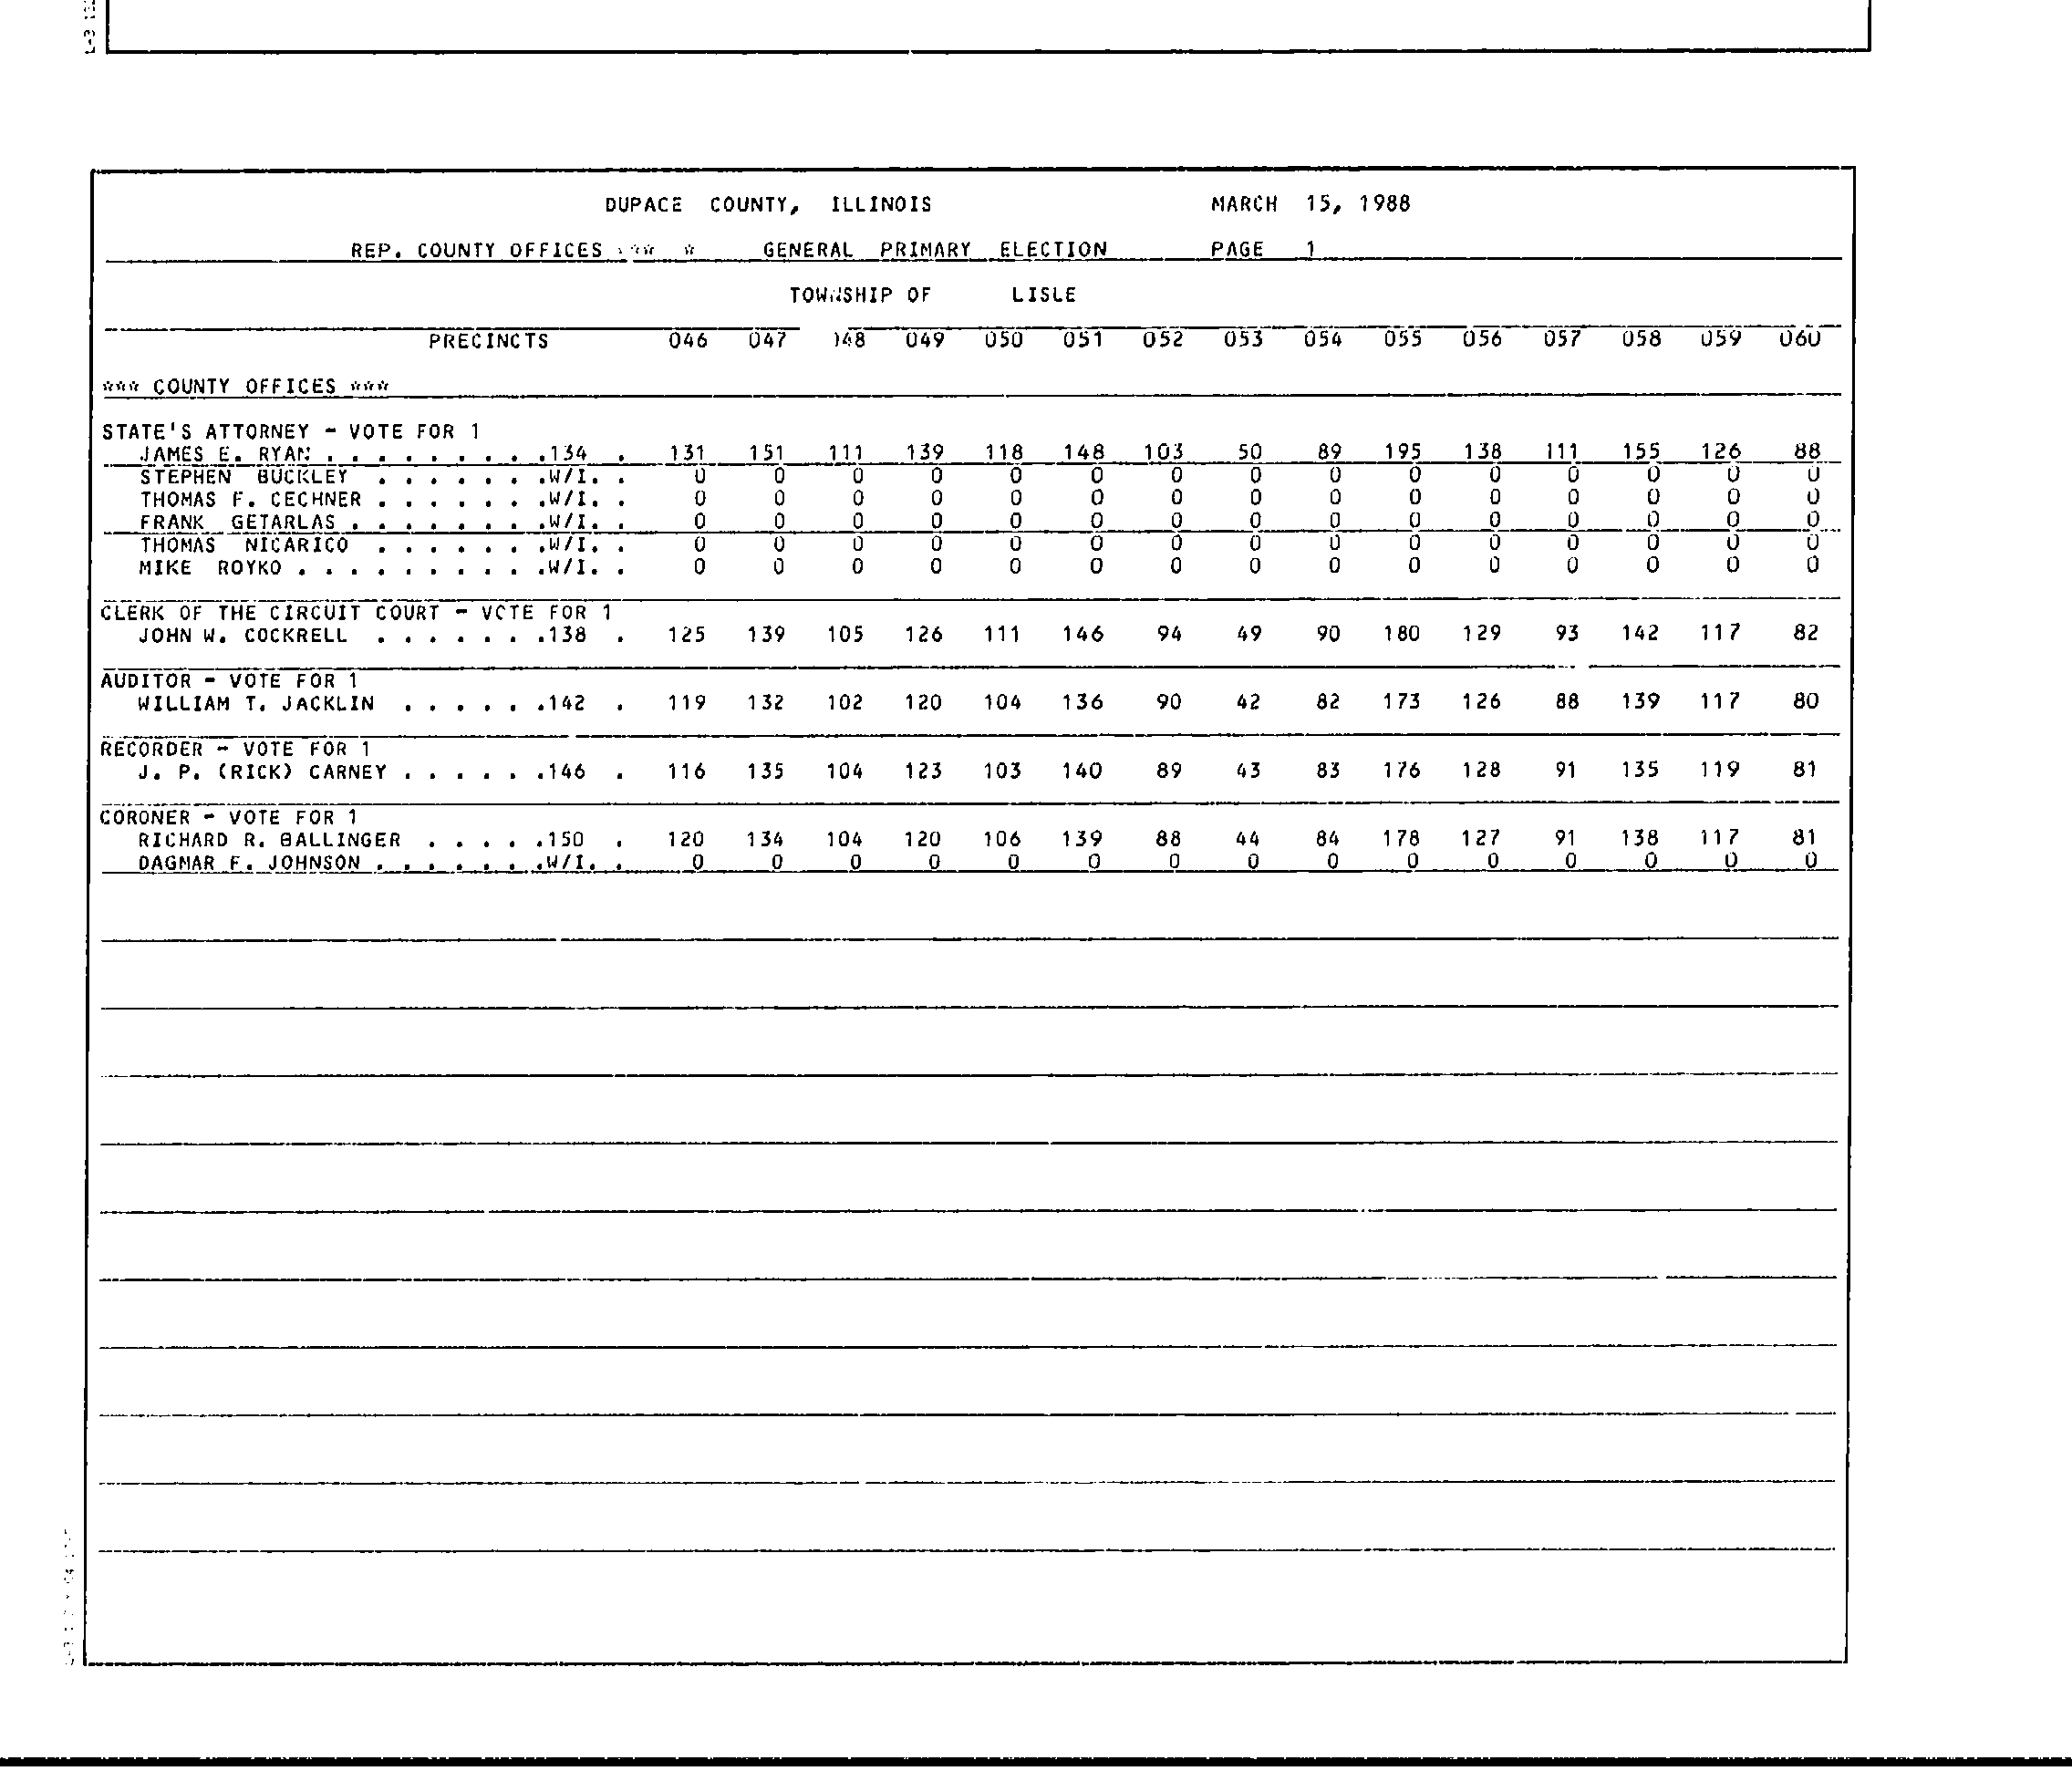 DUPACE COUNTY, ILLINOIS MARCH 15, 1988
REP. COUNTY OFFICES *** * GENERAL PRIMARY ELECTION PAGE 1
TOWNSHIP OF LISLE
PRECINCTS 046 047 048 049 050 051 052 053 054 055 056 057 058 059 060
*** COUNTY OFFICES ***
STATE'S ATTORNEY - VOTE FOR 1
JAMES E. RYAN . . . . . . . . .134 . 131 151 111 139 118 148 103 50 89 195 138 111 155 126 88
STEPHEN BUCKLEY . . . . . . .W/I. . 0 0 0 0 0 0 0 0 0 0 0 0 0 0 0
THOMAS F. CECHNER . . . . . . .W/I. . 0 0 0 0 0 0 0 0 0 0 0 0 0 0 0
FRANK GETARLAS . . . . . . . .W/I. . 0 0 0 0 0 0 0 0 0 0 0 0 0 0 0
THOMAS NICARICO . . . . . . .W/I. . 0 0 0 0 0 0 0 0 0 0 0 0 0 0 0
MIKE ROYKO . . . . . . . . . .W/I. . 0 0 0 0 0 0 0 0 0 0 0 0 0 0 0
CLERK OF THE CIRCUIT COURT - VOTE FOR 1
JOHN W. COCKRELL . . . . . . .138 . 125 139 105 126 111 146 94 49 90 180 129 93 142 117 82
AUDITOR - VOTE FOR 1
WILLIAM T. JACKLIN . . . . . .142 . 119 132 102 120 104 136 90 42 82 173 126 88 139 117 80
RECORDER - VOTE FOR 1
J. P. (RICK) CARNEY . . . . . .146 . 116 135 104 123 103 140 89 43 83 176 128 91 135 119 81
CORONER - VOTE FOR 1
RICHARD R. BALLINGER . . . . .150 . 120 134 104 120 106 139 88 44 84 178 127 91 138 117 81
DAGMAR F. JOHNSON . . . . . . .W/I. . 0 0 0 0 0 0 0 0 0 0 0 0 0 0 0